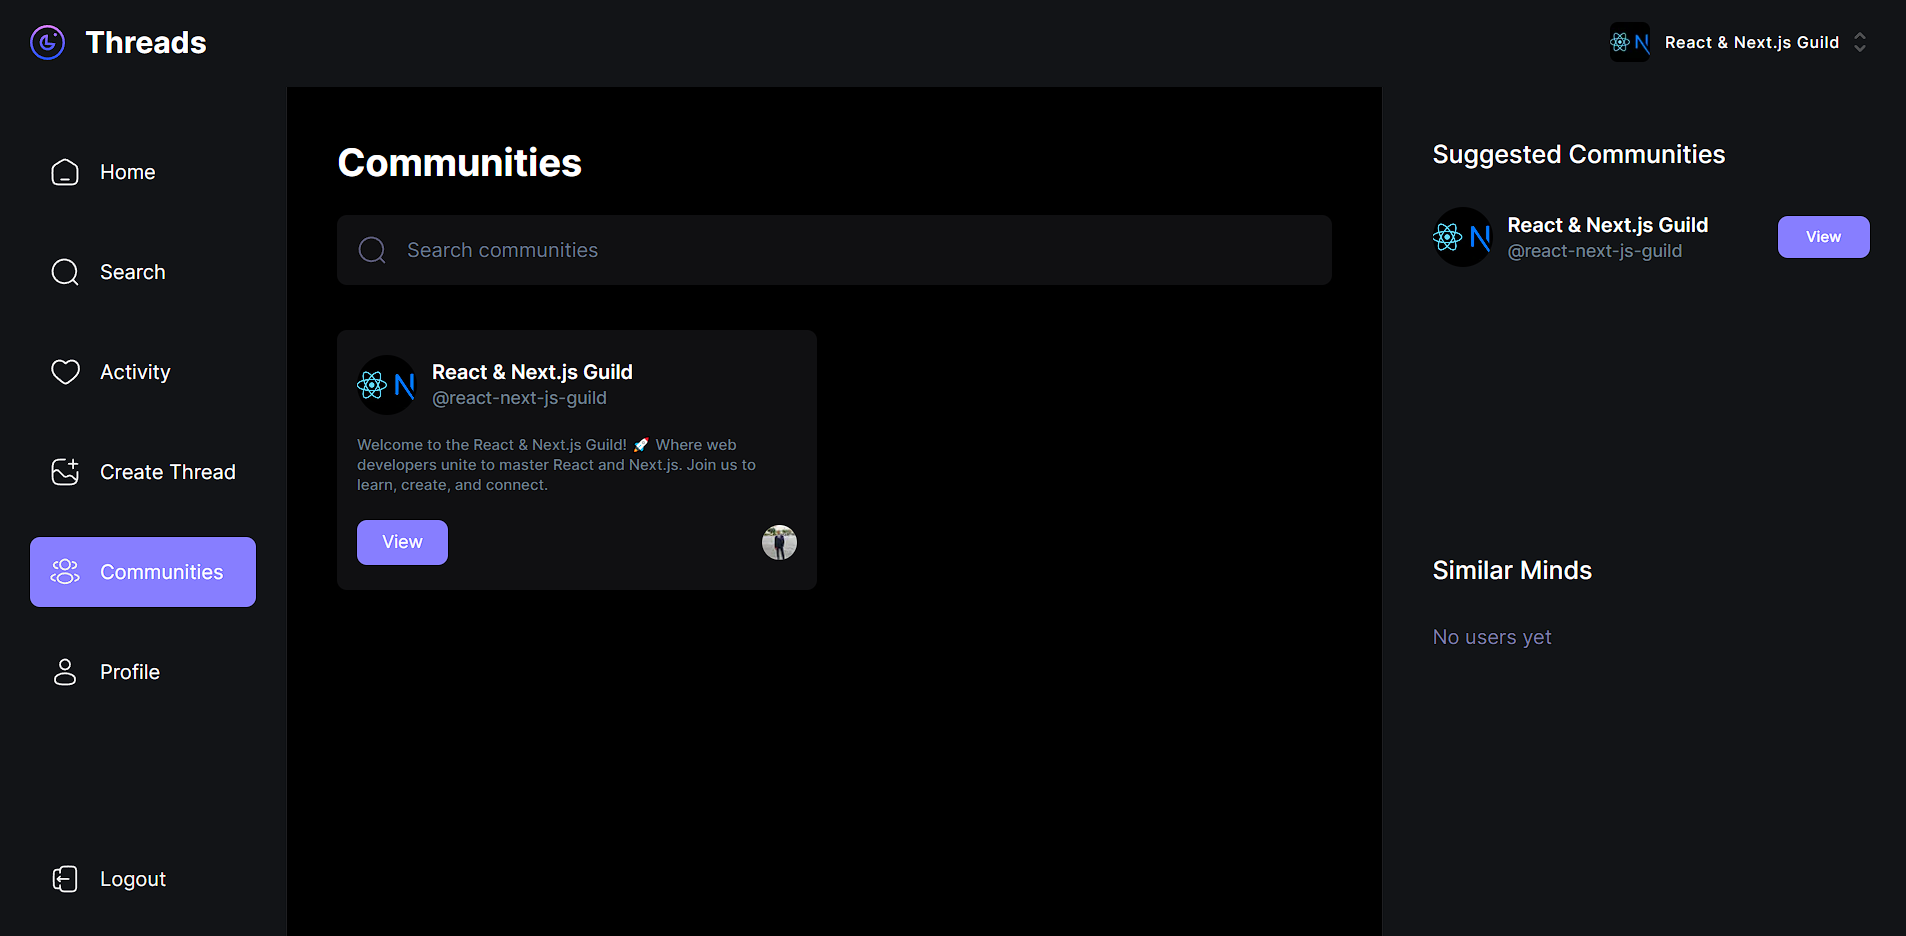 Threads
React & Next.js Guild
Home
Search
Activity
Create Thread
Communities
Profile
Logout
Communities
Search communities
React & Next.js Guild
@react-next-js-guild
Welcome to the React & Next.js Guild! 🚀 Where web
developers unite to master React and Next.js. Join us to
learn, create, and connect.
View
Suggested Communities
React & Next.js Guild
@react-next-js-guild
View
Similar Minds
No users yet